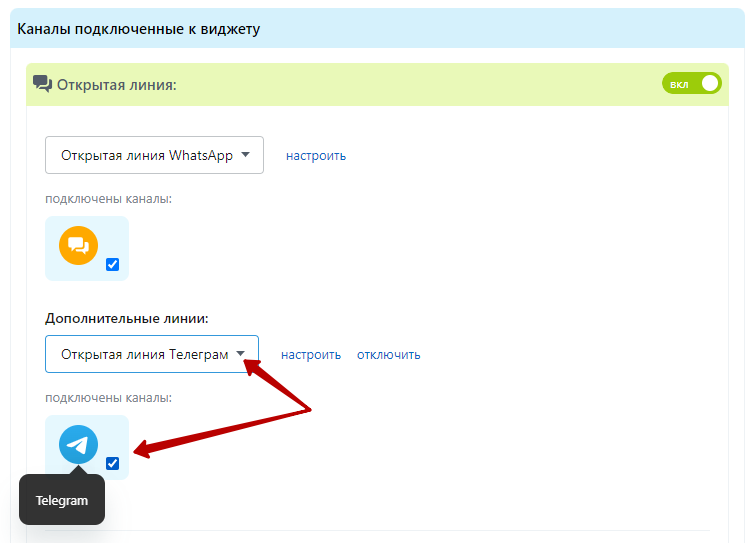 Каналы подключенные к виджету
Открытая линия:
вкл
Открытая линия WhatsApp
настроить
подключены каналы:
Дополнительные линии:
Открытая линия Телеграм
настроить
отключить
подключены каналы:
Telegram